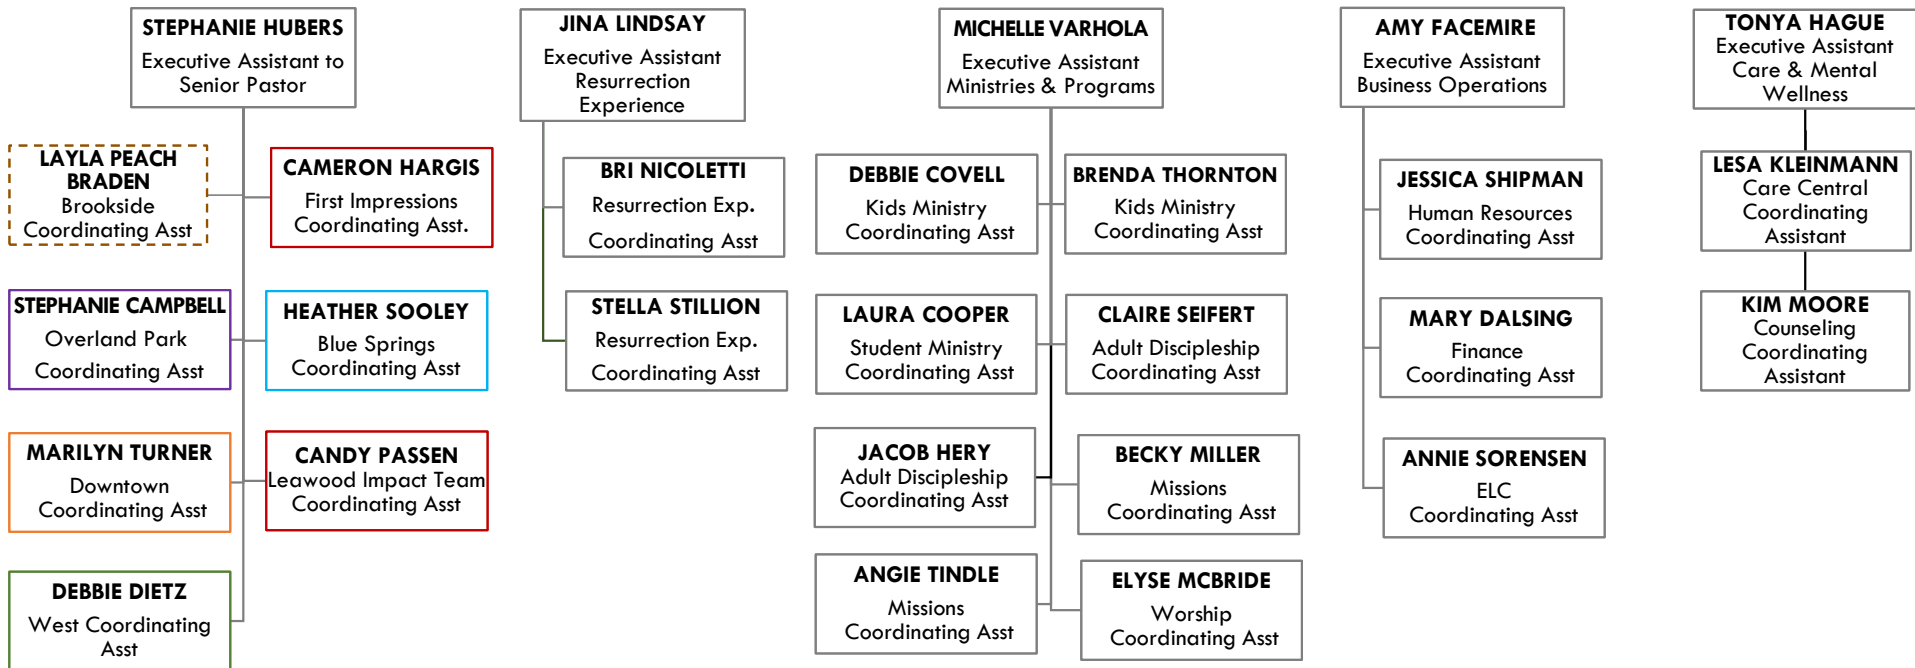 STEPHANIE HUBERS
Executive Assistant to
Senior Pastor
LAYLA PEACH
BRADEN
Brookside
Coordinating Asst
CAMERON HARGIS
First Impressions
Coordinating Asst.
STEPHANIE CAMPBELL
Overland Park
Coordinating Asst
HEATHER SOOLEY
Blue Springs
Coordinating Asst
MARILYN TURNER
Downtown
Coordinating Asst
CANDY PASSEN
Leawood Impact Team
Coordinating Asst
DEBBIE DIETZ
West Coordinating
Asst
JINA LINDSAY
Executive Assistant
Resurrection
Experience
BRI NICOLETTI
Resurrection Exp.
Coordinating Asst
STELLA STILLION
Resurrection Exp.
Coordinating Asst
MICHELLE VARHOLA
Executive Assistant
Ministries & Programs
DEBBIE COVELL
Kids Ministry
Coordinating Asst
BRENDA THORNTON
Kids Ministry
Coordinating Asst
LAURA COOPER
Student Ministry
Coordinating Asst
CLAIRE SEIFERT
Adult Discipleship
Coordinating Asst
JACOB HERY
Adult Discipleship
Coordinating Asst
BECKY MILLER
Missions
Coordinating Asst
ANGIE TINDLE
Missions
Coordinating Asst
ELYSE MCBRIDE
Worship
Coordinating Asst
AMY FACEMIRE
Executive Assistant
Business Operations
JESSICA SHIPMAN
Human Resources
Coordinating Asst
MARY DALSING
Finance
Coordinating Asst
ANNIE SORENSEN
ELC
Coordinating Asst
TONYA HAGUE
Executive Assistant
Care & Mental
Wellness
LESA KLEINMANN
Care Central
Coordinating
Assistant
KIM MOORE
Counseling
Coordinating
Assistant